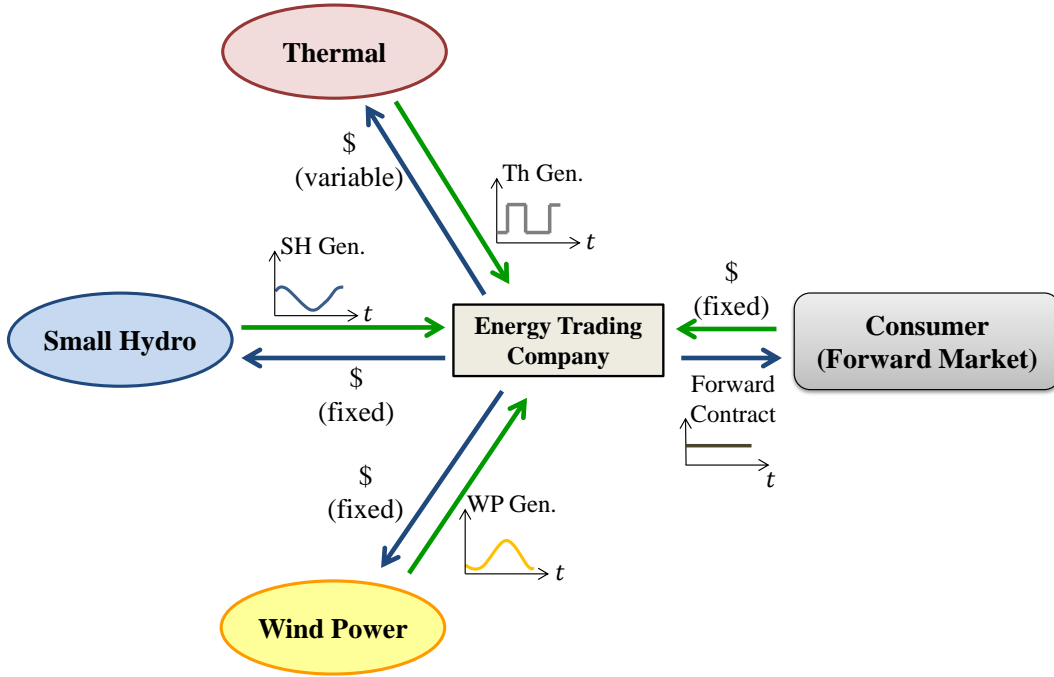 Thermal
$
(variable)
Th Gen.
t
SH Gen.
t
$
(fixed)
Small Hydro
Energy Trading
Company
Consumer
(Forward Market)
$
(fixed)
Forward
Contract
t
$
(fixed)
WP Gen.
t
Wind Power